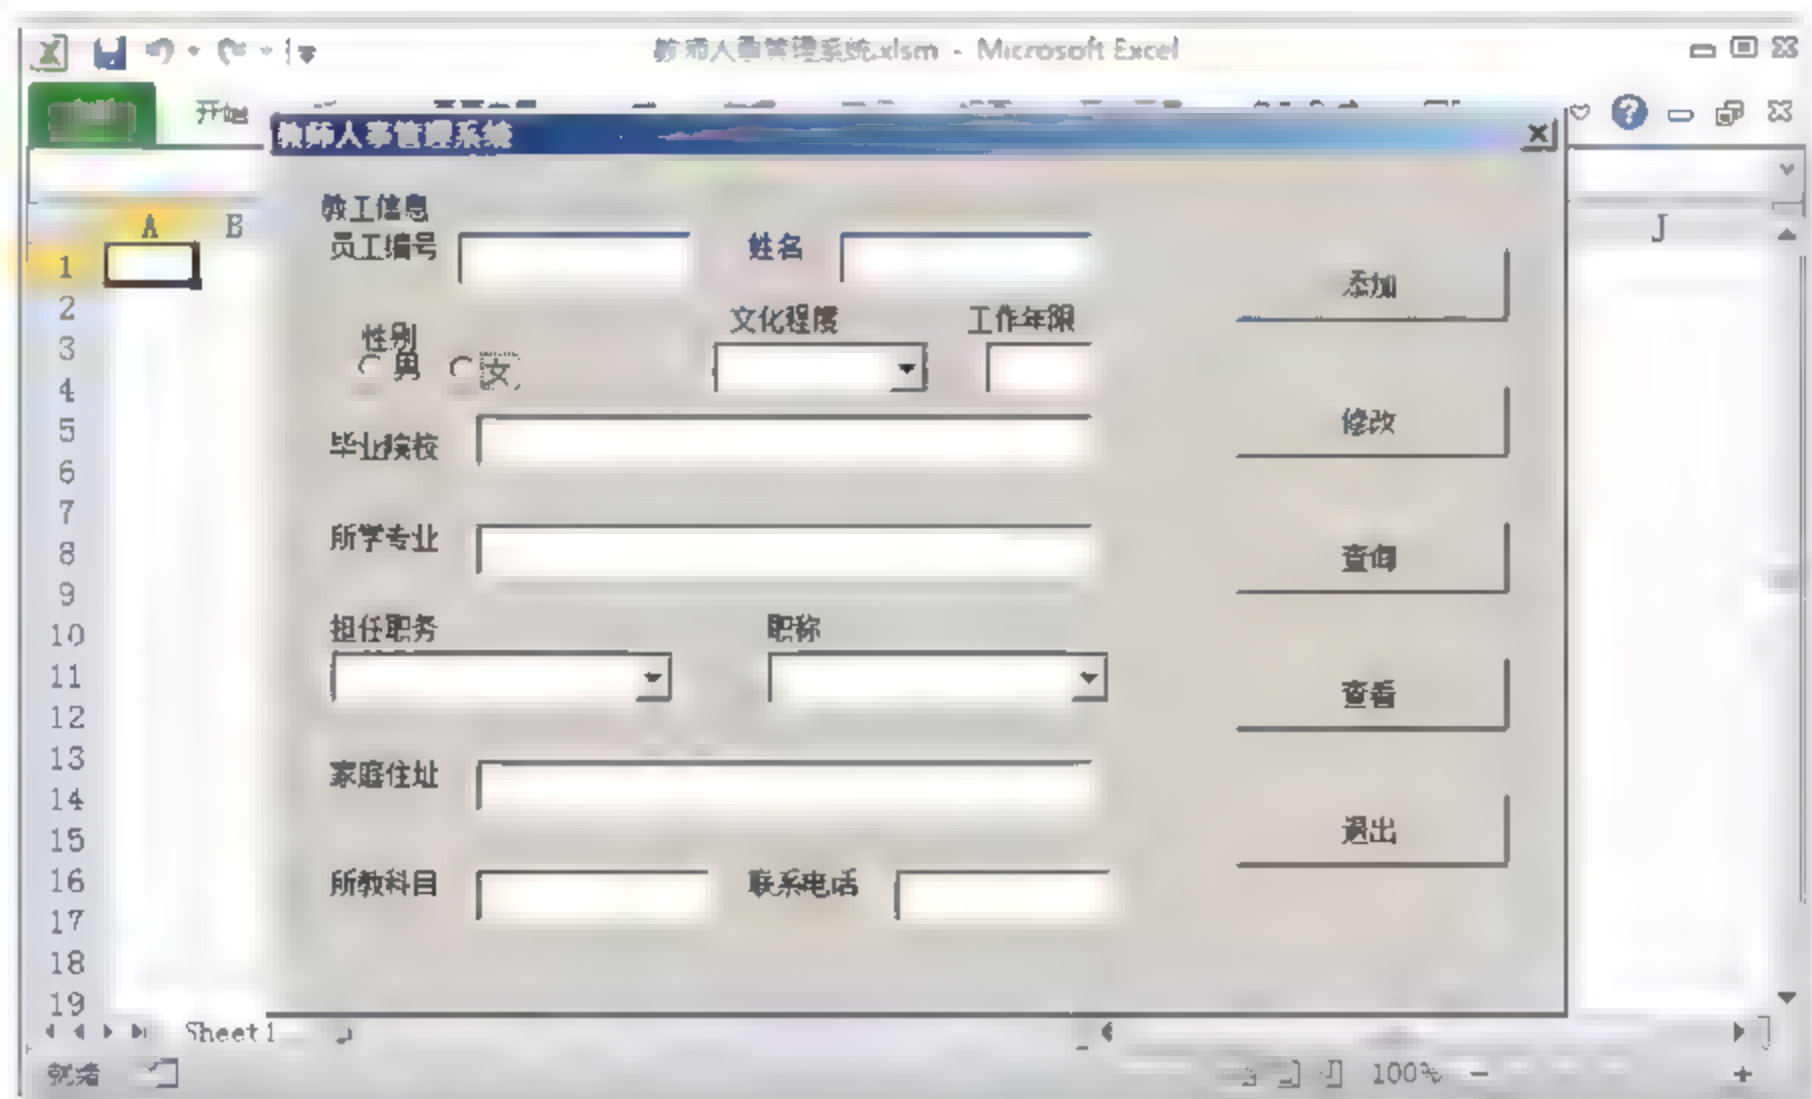 教师人事管理系统.xlsm - Microsoft Excel
开始
教师人事管理系统
A B J
教工信息
员工编号 姓名
添加
性别 文化程度 工作年限
男 女
修改
毕业院校
所学专业
查询
担任职务 职称
查看
家庭住址
退出
所教科目 联系电话
1
2
3
4
5
6
7
8
9
10
11
12
13
14
15
16
17
18
19
Sheet1
就绪 100%